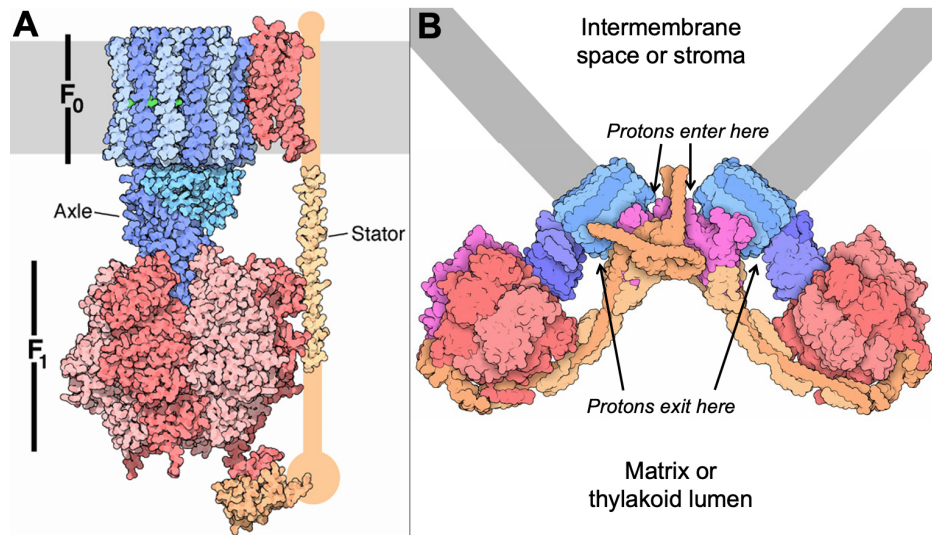 A
F0
Axle
Stator
F1
B
Intermembrane
space or stroma
Protons enter here
Protons exit here
Matrix or
thylakoid lumen